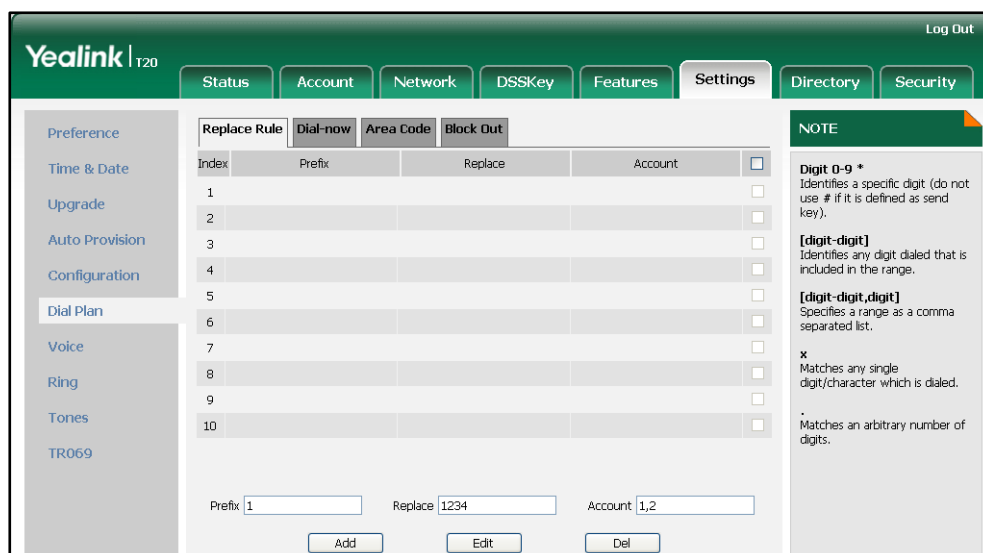 Log Out
Yealink T20
Status Account Network DSSKey Features Settings Directory Security
Preference
Time & Date
Upgrade
Auto Provision
Configuration
Dial Plan
Voice
Ring
Tones
TR069
Replace Rule Dial-now Area Code Block Out
Index Prefix Replace Account
1
2
3
4
5
6
7
8
9
10
Prefix 1 Replace 1234 Account 1,2
Add Edit Del
NOTE
Digit 0-9 *
Identifies a specific digit (do not
use # if it is defined as send
key).
[digit-digit]
Identifies any digit dialed that is
included in the range.
[digit-digit,digit]
Specifies a range as a comma
separated list.
x
Matches any single
digit/character which is dialed.
.
Matches an arbitrary number of
digits.